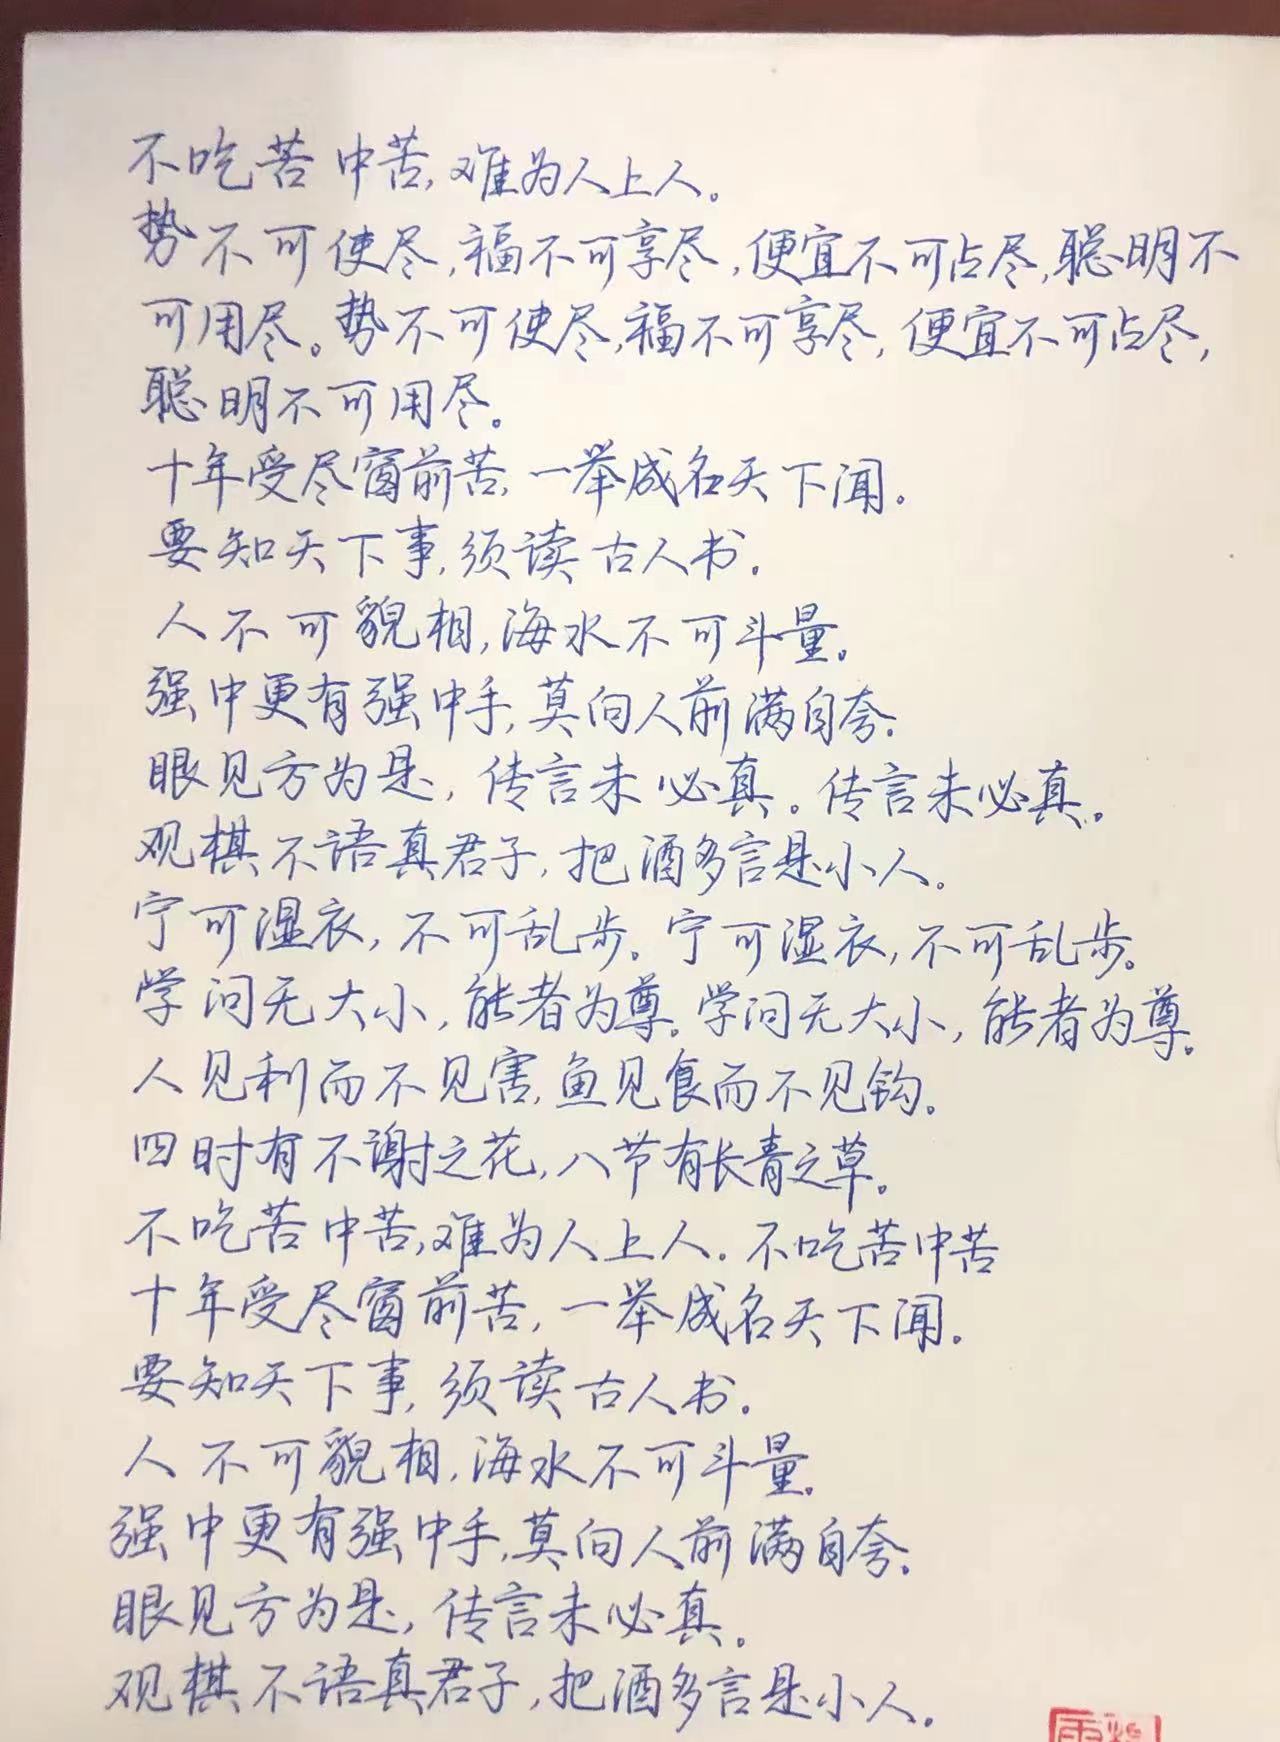 不吃苦中苦，难为人上人。
势不可使尽，福不可享尽，便宜不可占尽，聪明不
可用尽。势不可使尽，福不可享尽，便宜不可占尽，
聪明不可用尽。
十年受尽窗前苦，一举成名天下闻。
要知天下事，须读古人书。
人不可貌相，海水不可斗量。
强中更有强中手，莫向人前满自夸。
眼见方为是，传言未必真。传言未必真。
观棋不语真君子，把酒多言是小人。
宁可湿衣，不可乱步。宁可湿衣，不可乱步。
学问无大小，能者为尊。学问无大小，能者为尊。
人见利而不见害，鱼见食而不见钩。
四时有不谢之花，八节有长青之草。
不吃苦中苦，难为人上人。不吃苦中苦
十年受尽窗前苦，一举成名天下闻。
要知天下事，须读古人书。
人不可貌相，海水不可斗量。
强中更有强中手，莫向人前满自夸。
眼见方为是，传言未必真。
观棋不语真君子，把酒多言是小人。